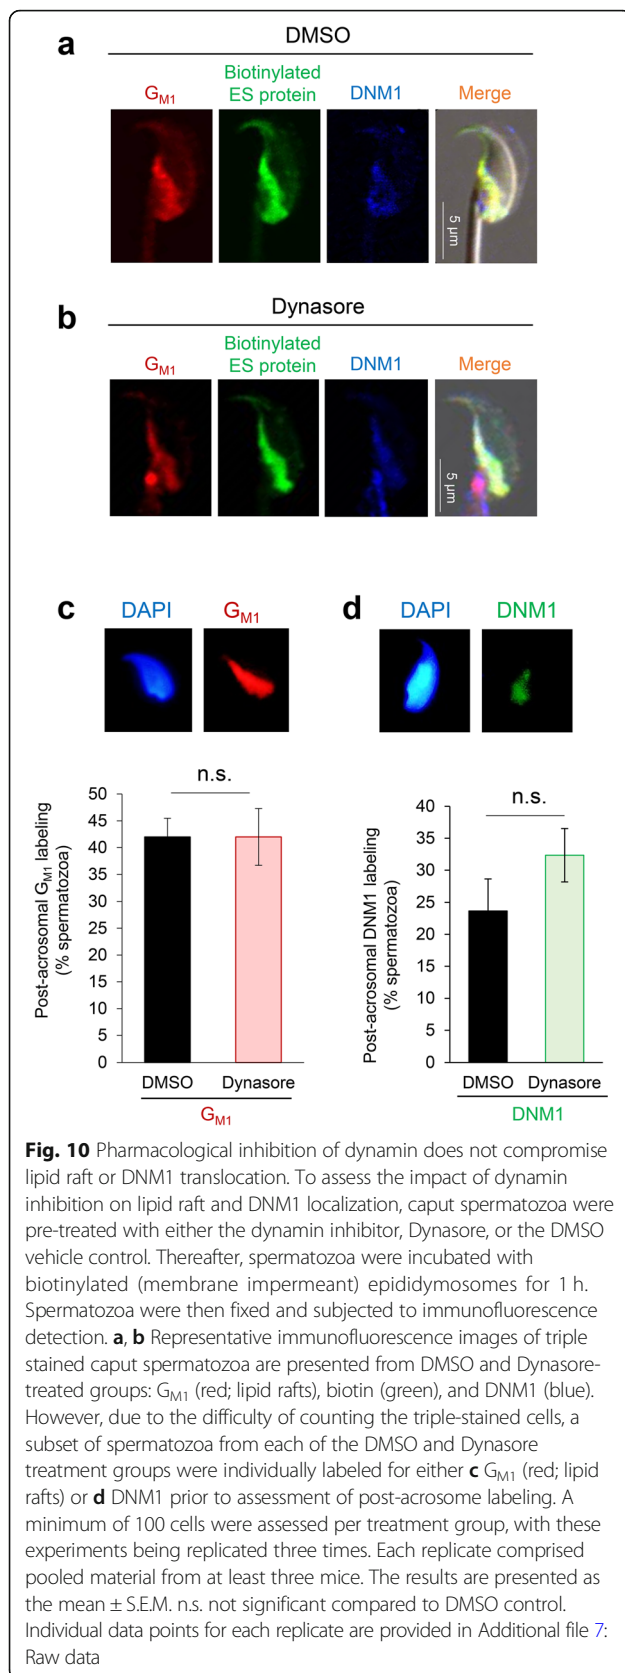 a
DMSO
GM1
Biotinylated
ES protein
DNM1
Merge
5 μm
b
Dynasore
GM1
Biotinylated
ES protein
DNM1
Merge
5 μm
c
DAPI
GM1
d
DAPI
DNM1
n.s.
Post-acrosomal GM1 labeling
(% spermatozoa)
50
45
40
35
30
25
20
15
10
5
0
DMSO Dynasore
GM1
n.s.
Post-acrosomal DNM1 labeling
(% spermatozoa)
40
35
30
25
20
15
10
5
0
DMSO Dynasore
DNM1
Fig. 10 Pharmacological inhibition of dynamin does not compromise
lipid raft or DNM1 translocation. To assess the impact of dynamin
inhibition on lipid raft and DNM1 localization, caput spermatozoa were
pre-treated with either the dynamin inhibitor, Dynasore, or the DMSO
vehicle control. Thereafter, spermatozoa were incubated with
biotinylated (membrane impermeant) epididymosomes for 1 h.
Spermatozoa were then fixed and subjected to immunofluorescence
detection. a, b Representative immunofluorescence images of triple
stained caput spermatozoa are presented from DMSO and Dynasore-
treated groups: GM1 (red; lipid rafts), biotin (green), and DNM1 (blue).
However, due to the difficulty of counting the triple-stained cells, a
subset of spermatozoa from each of the DMSO and Dynasore
treatment groups were individually labeled for either c GM1 (red; lipid
rafts) or d DNM1 prior to assessment of post-acrosome labeling. A
minimum of 100 cells were assessed per treatment group, with these
experiments being replicated three times. Each replicate comprised
pooled material from at least three mice. The results are presented as
the mean ± S.E.M. n.s. not significant compared to DMSO control.
Individual data points for each replicate are provided in Additional file 7:
Raw data